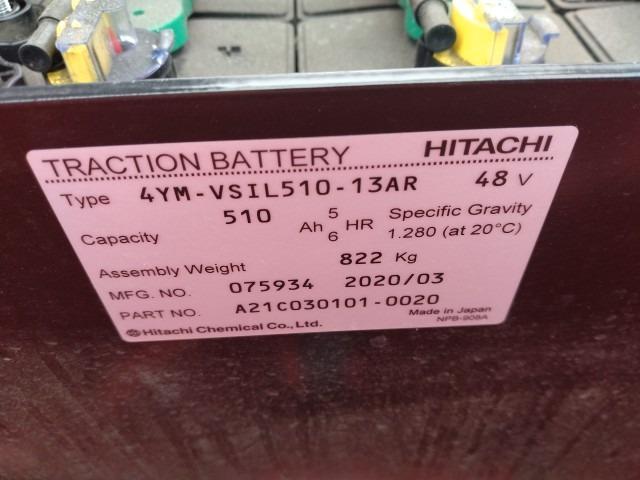 TRACTION BATTERY HITACHI
Type 4YM-VSIL510-13AR 48 V
Capacity 510 Ah 5 6 HR Specific Gravity 1.280 (at 20°C)
Assembly Weight 822 Kg
MFG. NO. 075934 2020/03
PART NO. A21C030101-0020
Made in Japan
Hitachi Chemical Co., Ltd. NPB-908A